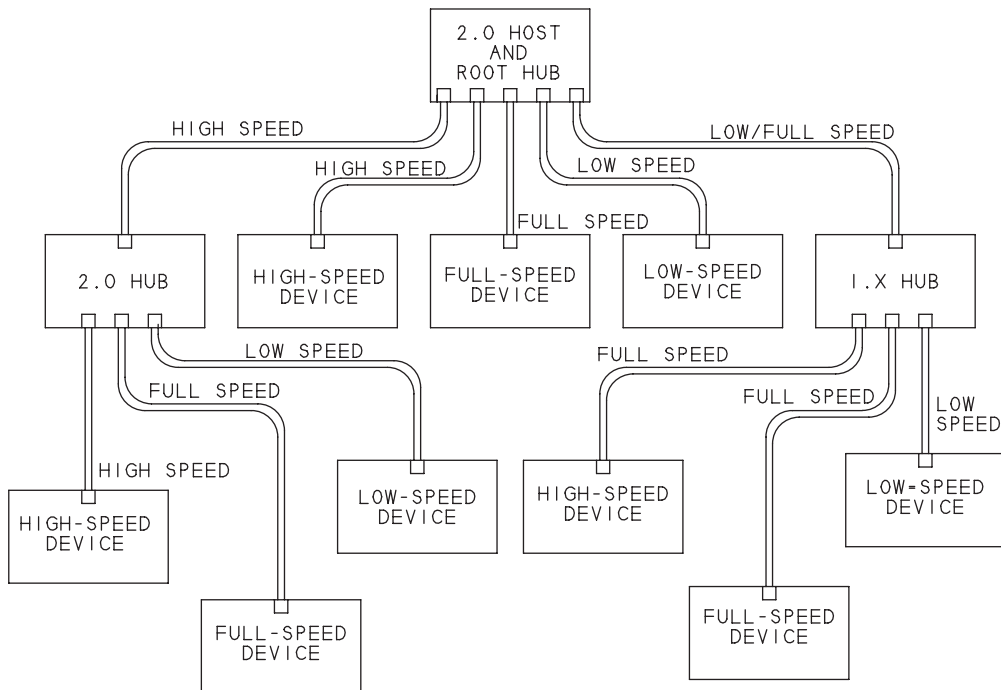 2.0 HOST
AND
ROOT HUB
HIGH SPEED
LOW/FULL SPEED
HIGH SPEED
LOW SPEED
FULL SPEED
2.0 HUB
HIGH-SPEED
DEVICE
FULL-SPEED
DEVICE
LOW-SPEED
DEVICE
1.X HUB
LOW SPEED
FULL SPEED
FULL SPEED
FULL SPEED
LOW
SPEED
HIGH SPEED
HIGH-SPEED
DEVICE
LOW-SPEED
DEVICE
HIGH-SPEED
DEVICE
LOW=SPEED
DEVICE
FULL-SPEED
DEVICE
FULL-SPEED
DEVICE